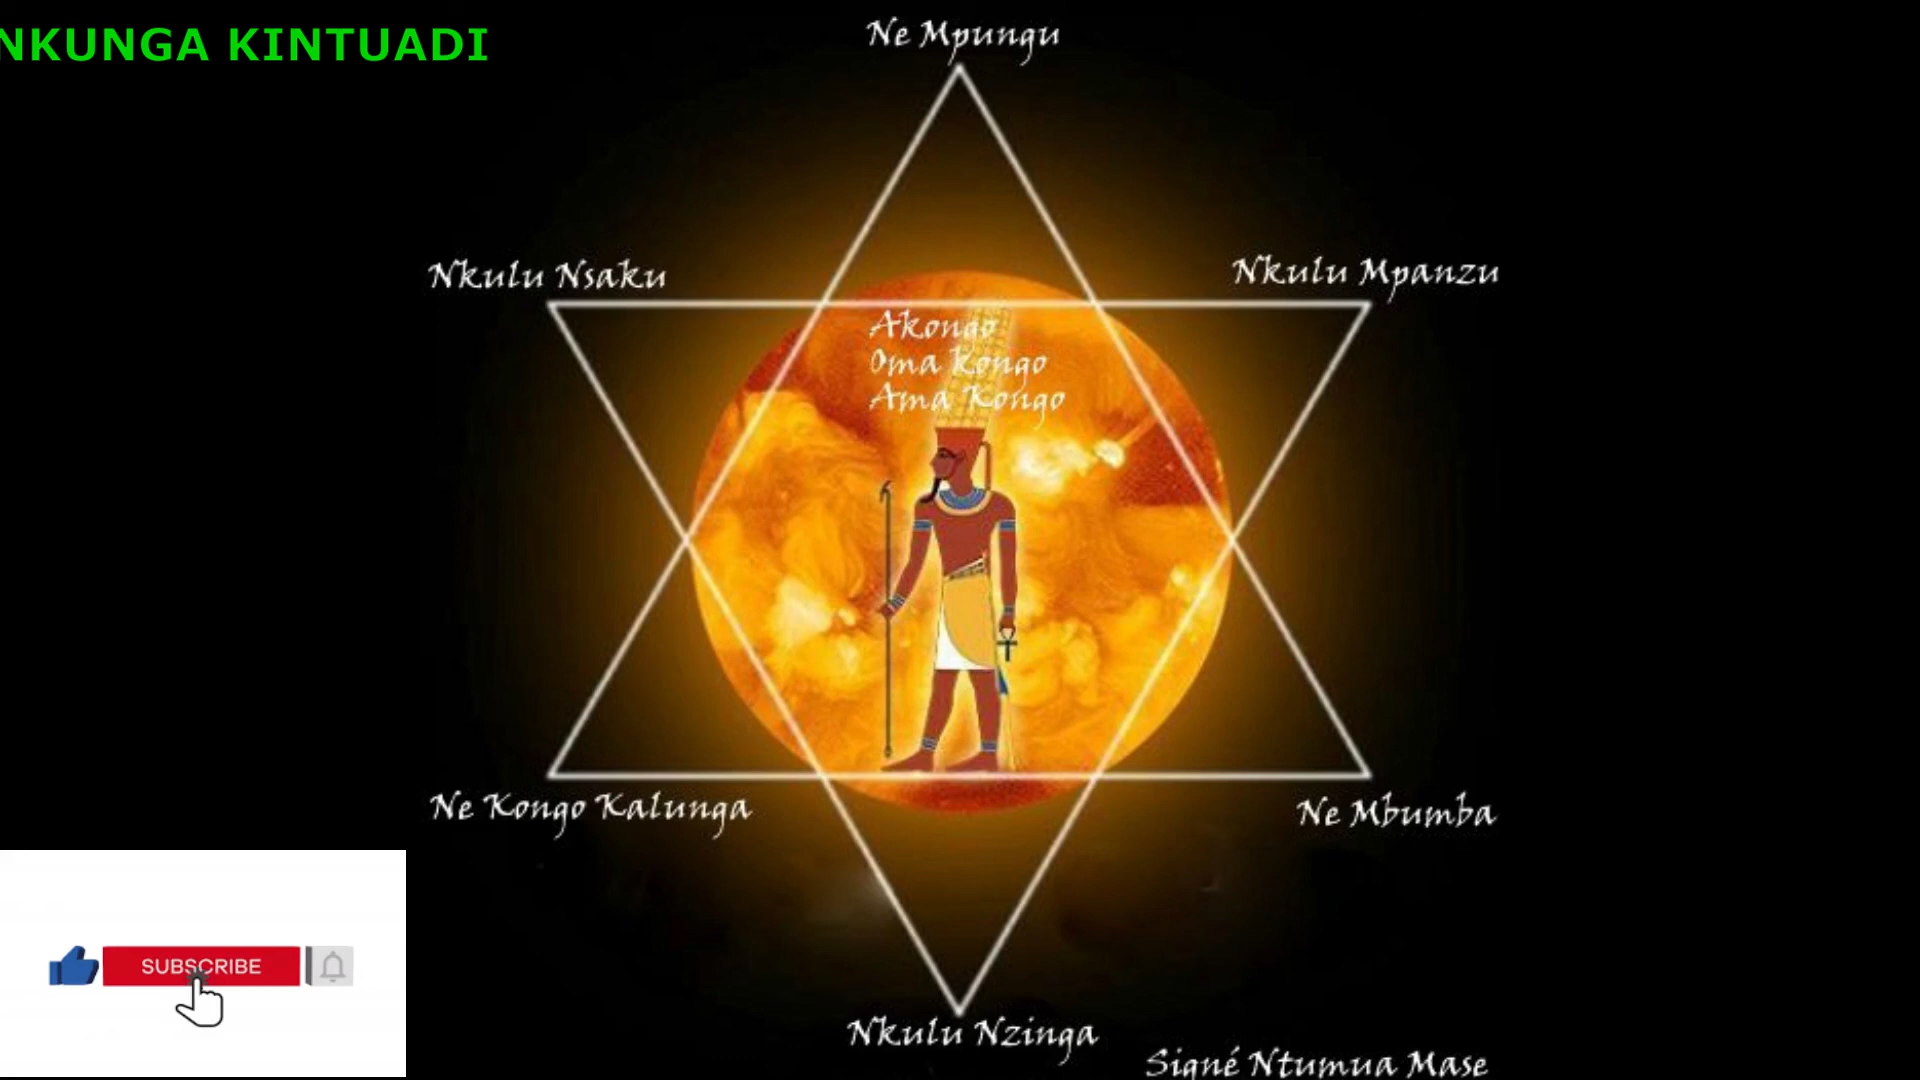 NKUNGA KINTUADI
Ne Mpungu
Nkulu Nsaku
Nkulu Mpanzu
Akongo
Oma Kongo
Ama Kongo
Ne Kongo Kalunga
Ne Mbumba
SUBSCRIBE
Nkulu Nzinga
Signé Ntumua Mase